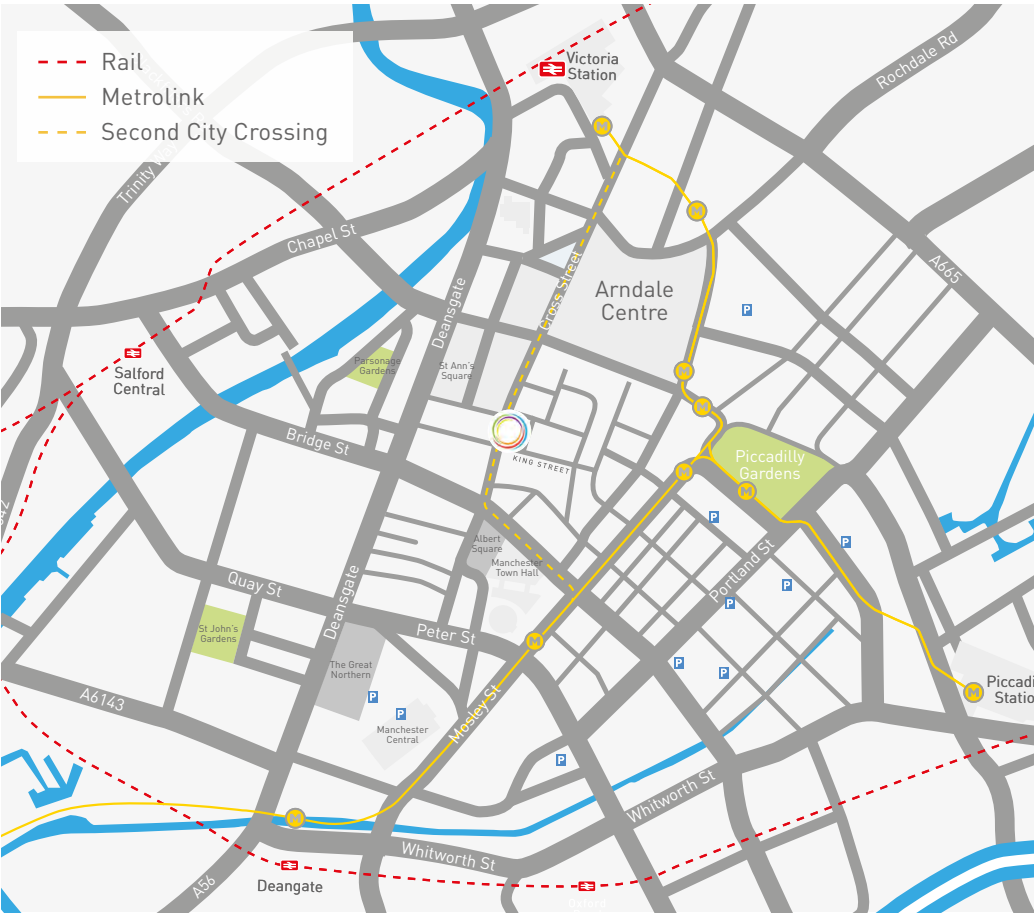 Rail
Metrolink
Second City Crossing
Victoria
Station
Rochdale Rd
Trinity Way
Chapel St
A665
Deansgate
Cross Street
Arndale
Centre
P
Salford
Central
Parsonage
Gardens
St Ann's
Square
Bridge St
KING STREET
Piccadilly
Gardens
M
M
M
M
M
M
M
M
M
P
P
P
P
P
P
P
P
P
Albert
Square
Manchester
Town Hall
Portland St
Quay St
Deansgate
Peter St
St John's
Gardens
The Great
Northern
Manchester
Central
A6143
Mosley St
Piccadi
Statio
Whitworth St
Whitworth St
Deangate
A56
Oxford